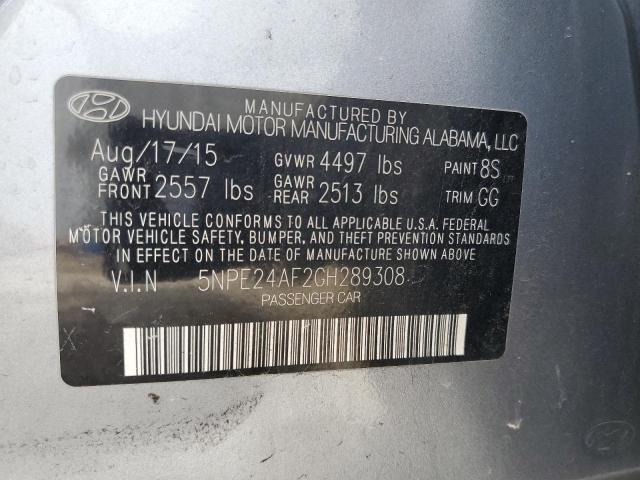 MANUFACTURED BY
HYUNDAI MOTOR MANUFACTURING ALABAMA, LLC
Aug/17/15 GVWR 4497 lbs PAINT 8S
GAWR FRONT 2557 lbs GAWR REAR 2513 lbs TRIM GG
THIS VEHICLE CONFORMS TO ALL APPLICABLE U.S.A. FEDERAL
MOTOR VEHICLE SAFETY, BUMPER, AND THEFT PREVENTION STANDARDS
IN EFFECT ON THE DATE OF MANUFACTURE SHOWN ABOVE.
V.I.N 5NPE24AF2GH289308
PASSENGER CAR
X